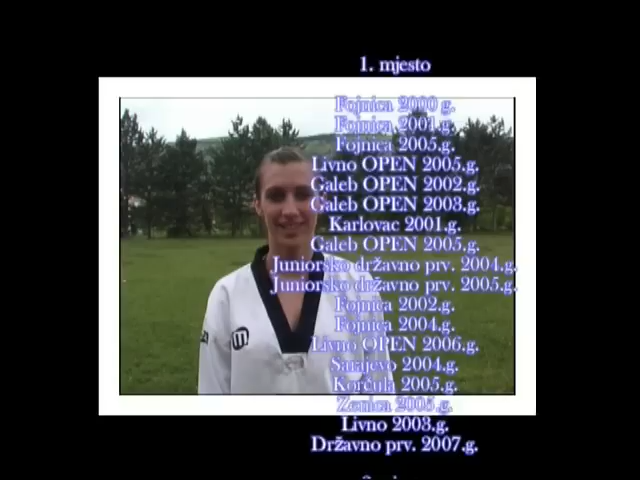 1. mjesto
Fojnica 2000 g.
Fojnica 2001.g.
Fojnica 2005.g.
Livno OPEN 2005.g.
Galeb OPEN 2002.g.
Galeb OPEN 2003.g.
Karlovac 2001.g.
Galeb OPEN 2005.g.
Juniorsko državno prv. 2004.g.
Juniorsko državno prv. 2005.g.
Fojnica 2002.g.
Fojnica 2004.g.
Livno OPEN 2006.g.
Sarajevo 2004.g.
Korčula 2005.g.
Zenica 2005.g.
Livno 2003.g.
Državno prv. 2007.g.